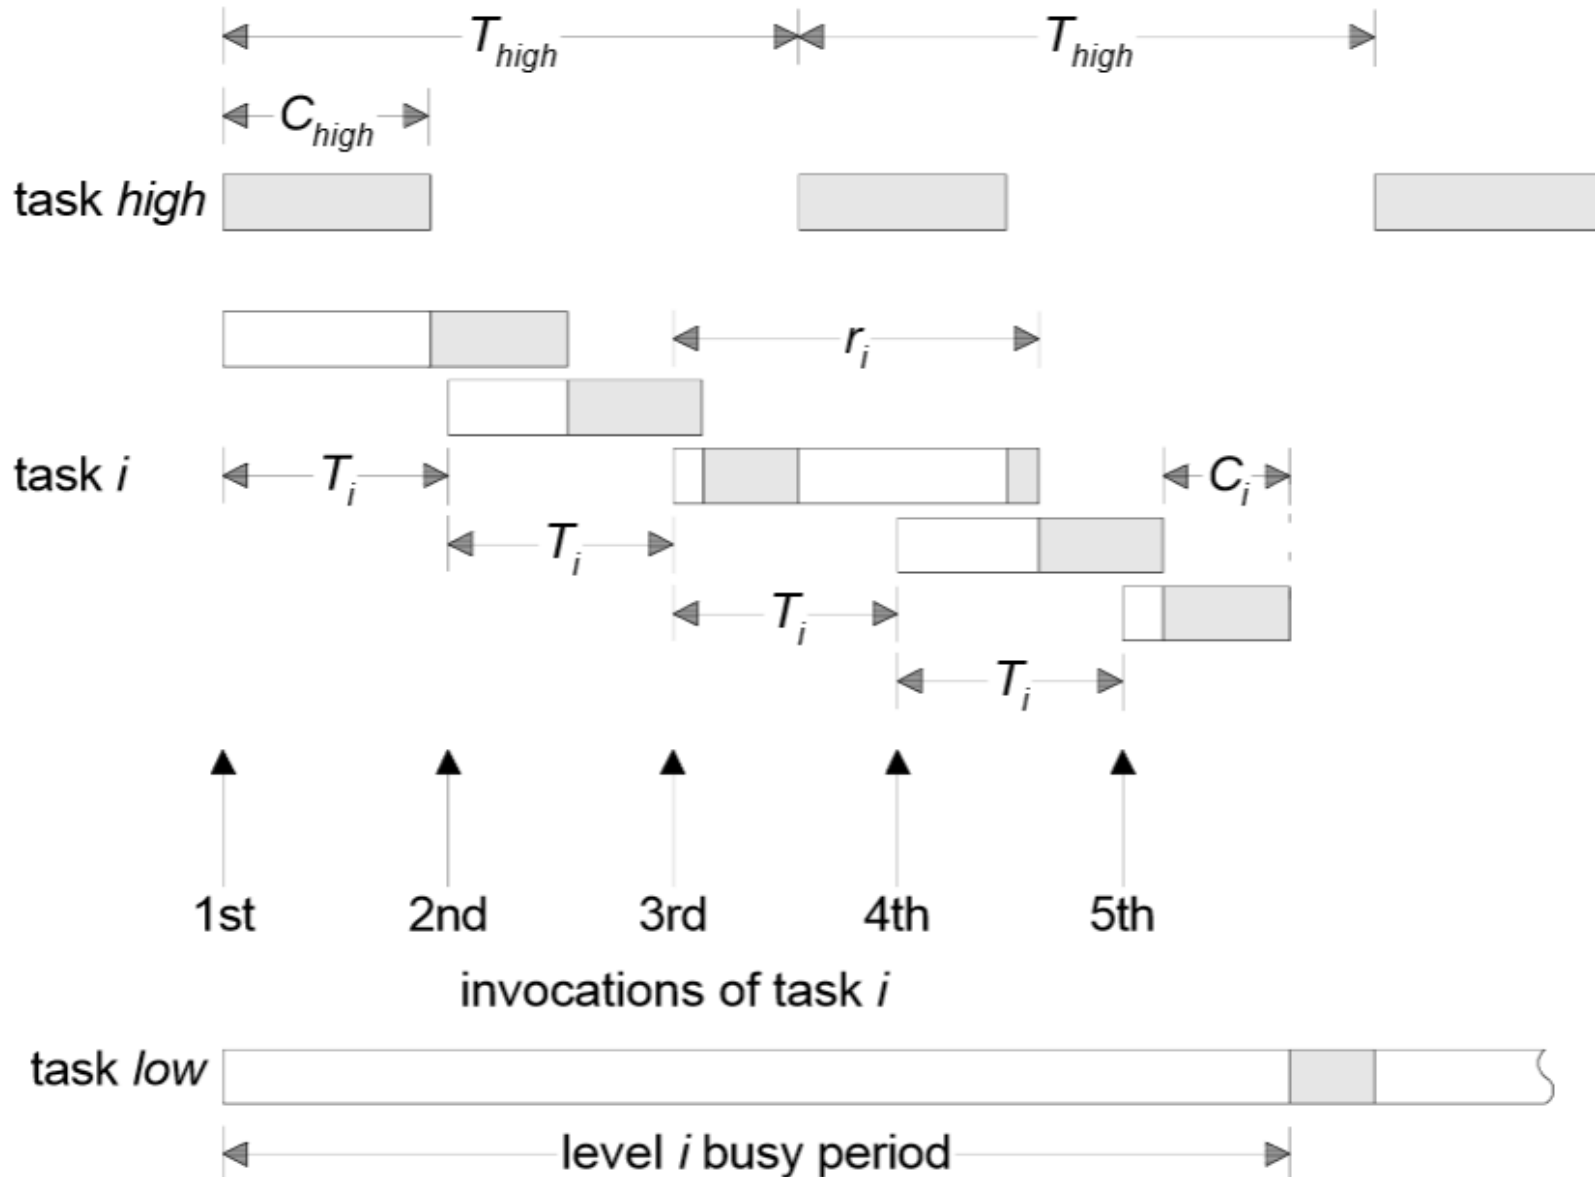 T_high T_high
C_high
task high
r_i
task i T_i C_i
T_i
T_i
T_i
1st 2nd 3rd 4th 5th
invocations of task i
task low
level i busy period